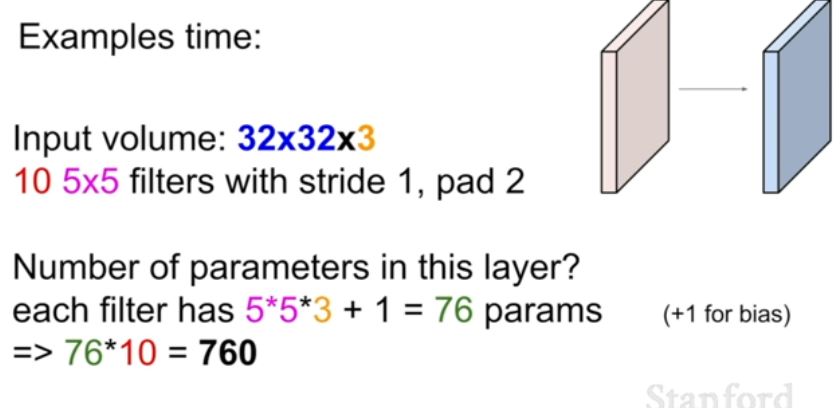 Examples time:
Input volume: 32x32x3
10 5x5 filters with stride 1, pad 2
Number of parameters in this layer?
each filter has 5*5*3 + 1 = 76 params (+1 for bias)
=> 76*10 = 760
Stanford